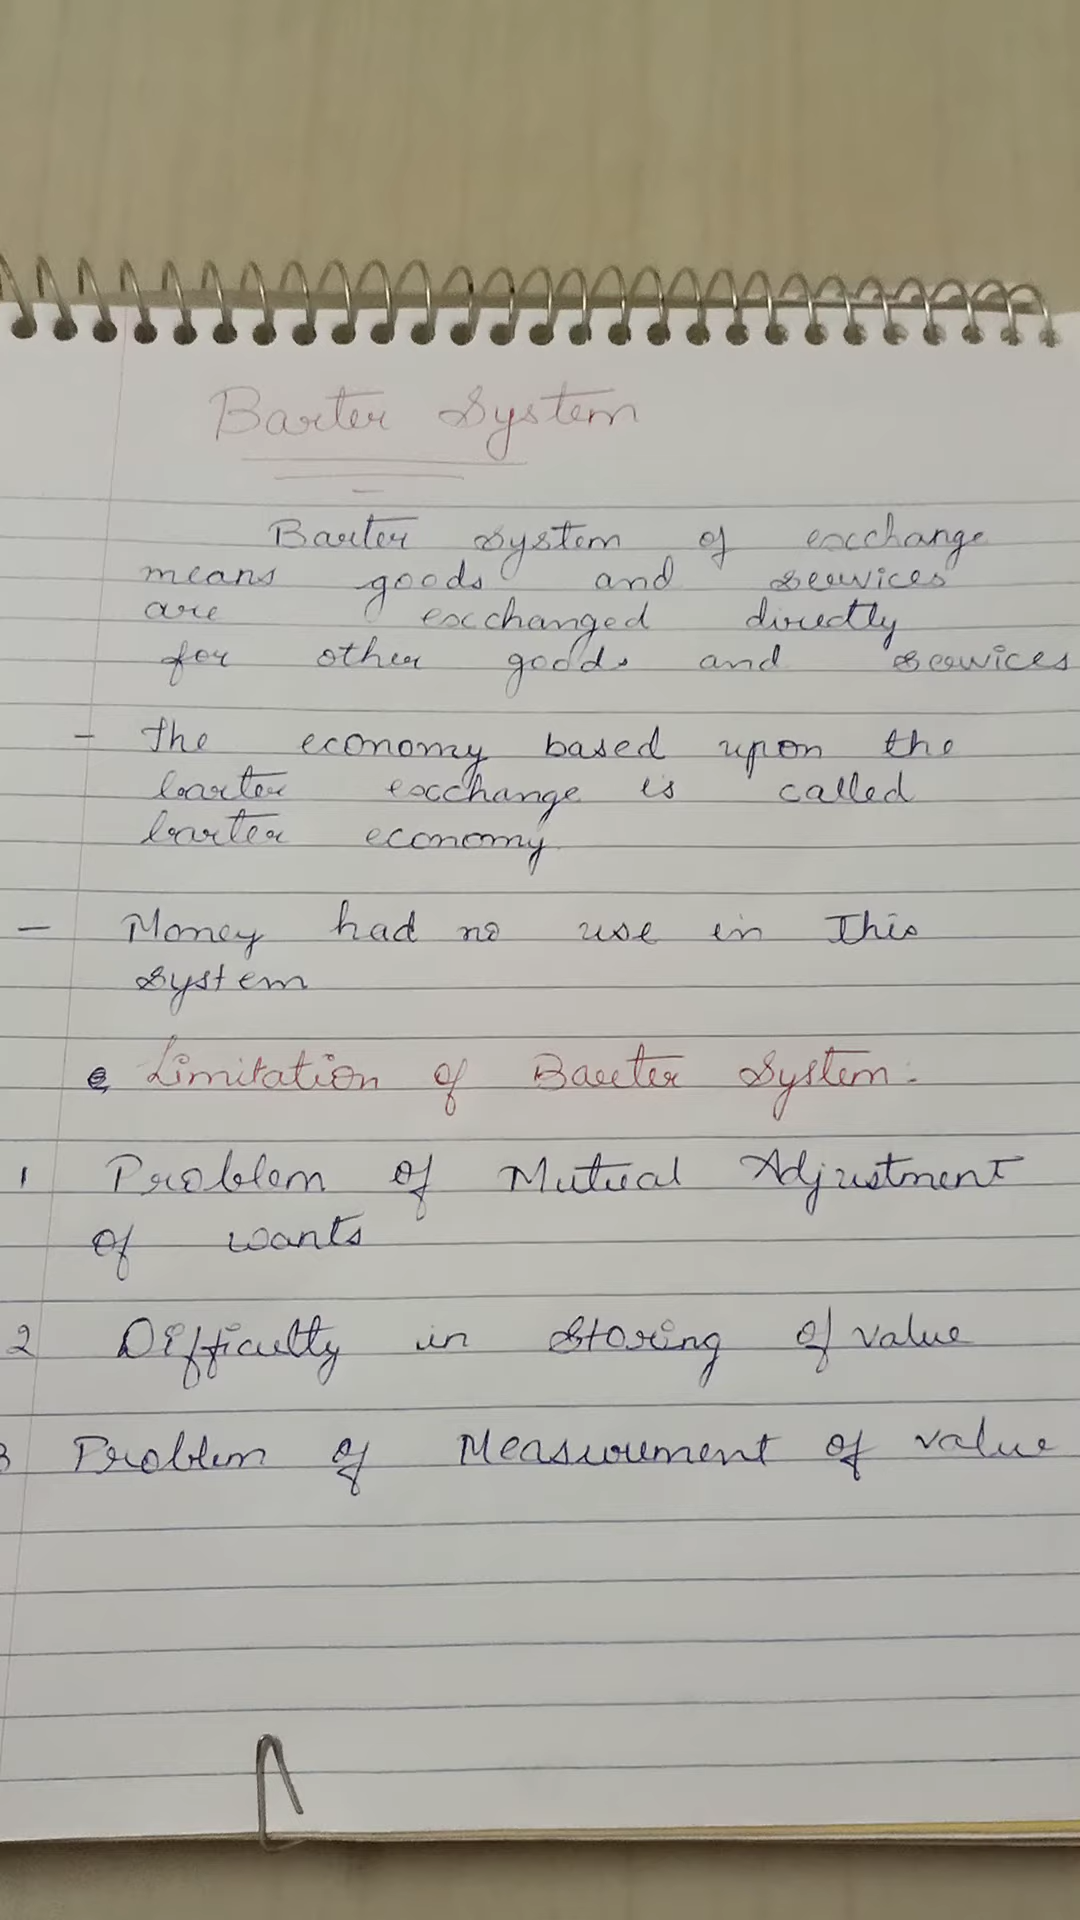 Barter System
Barter system of exchange
means goods and services
are exchanged directly
for other goods and services
- The economy based upon the
barter exchange is called
barter economy
- Money had no use in This
system
Limitation of Barter System.
1 Problem of Mutual Adjustment
of wants
2 Difficulty in Storing of value
3 Problem of Measurement of value